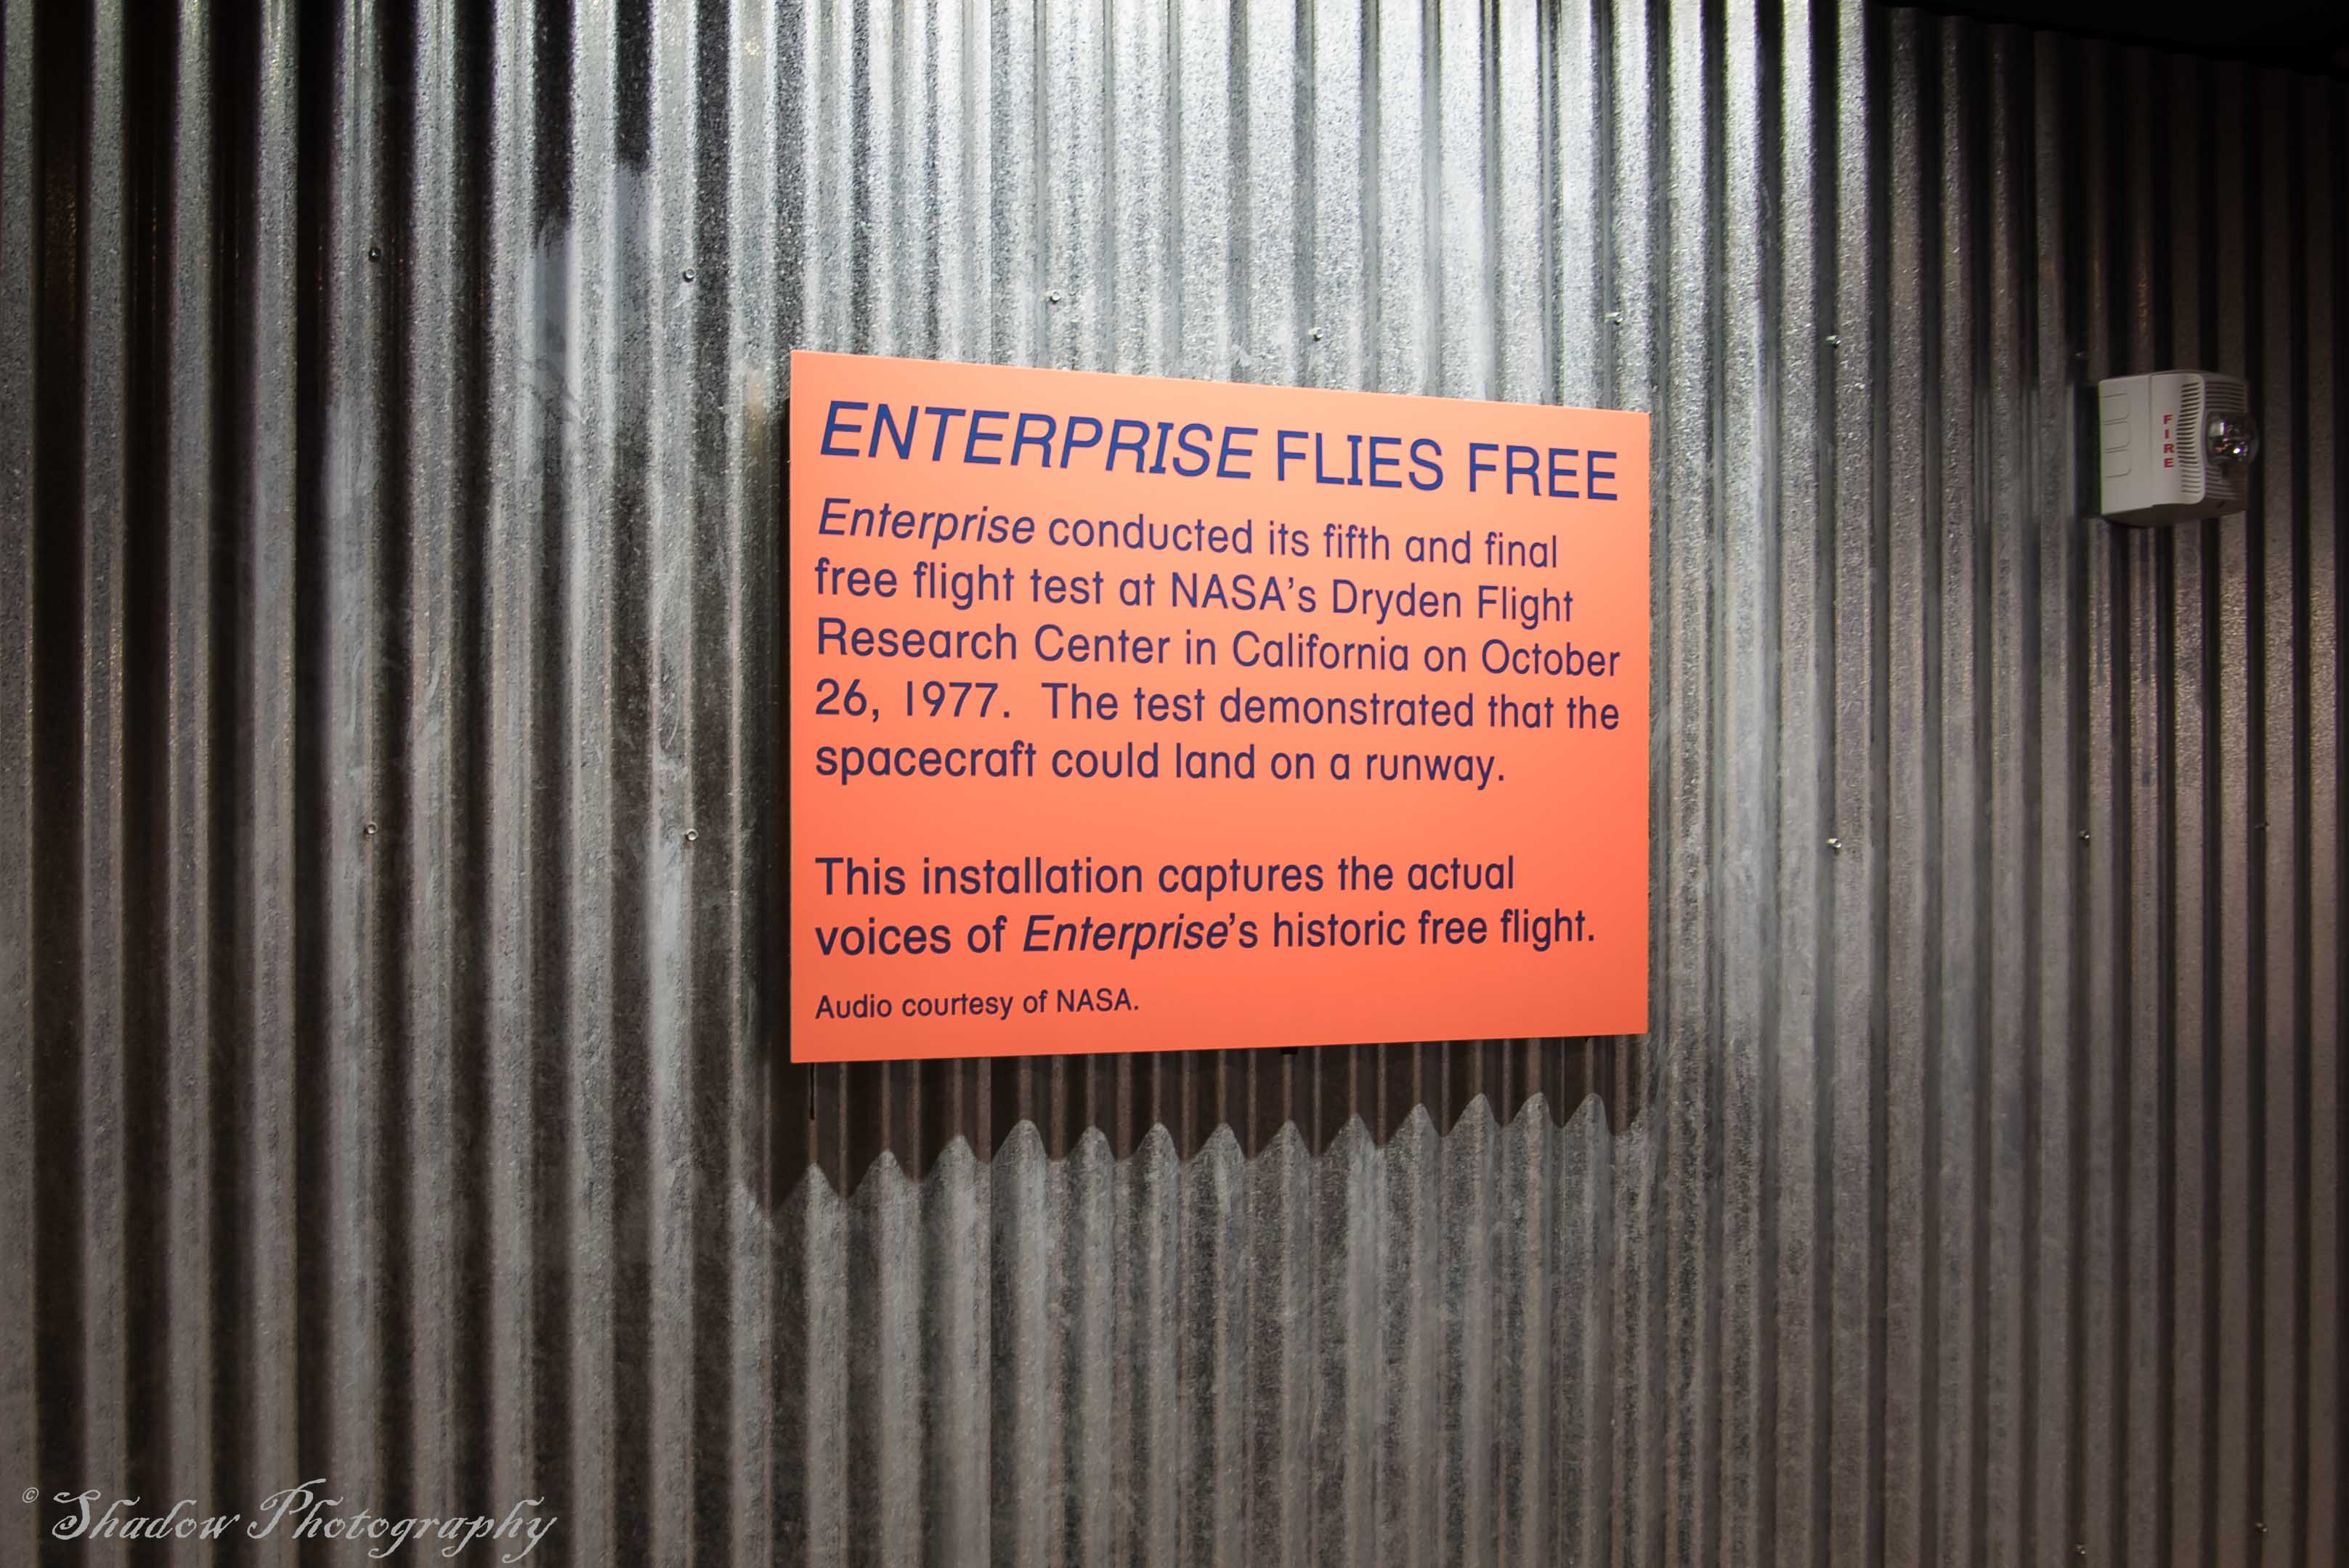 ENTERPRISE FLIES FREE
Enterprise conducted its fifth and final
free flight test at NASA's Dryden Flight
Research Center in California on October
26, 1977.  The test demonstrated that the
spacecraft could land on a runway.
This installation captures the actual
voices of Enterprise's historic free flight.
Audio courtesy of NASA.
FIRE
© Shadow Photography